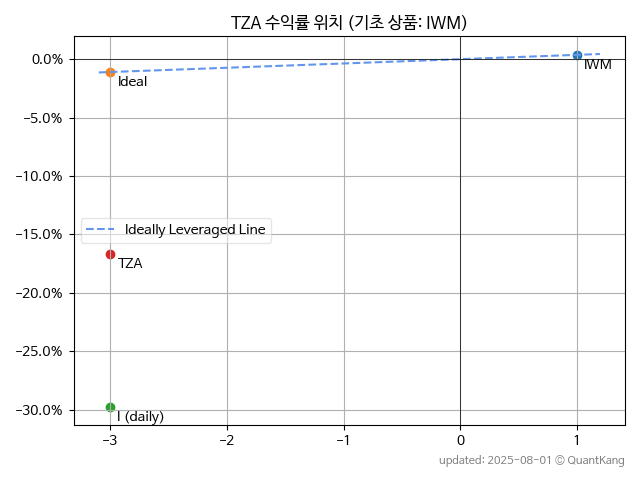 TZA 수익률 위치 (기초 상품: IWM)
0.0%
IWM
Ideal
−5.0%
−10.0%
−15.0%
Ideally Leveraged Line
TZA
−20.0%
−25.0%
−30.0%
I (daily)
−3
−2
−1
0
1
updated: 2025-08-01 © QuantKang